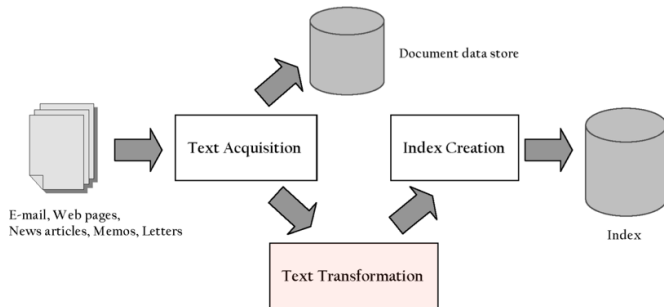 Document data store
Text Acquisition
Index Creation
E-mail, Web pages,
News articles, Memos, Letters
Index
Text Transformation